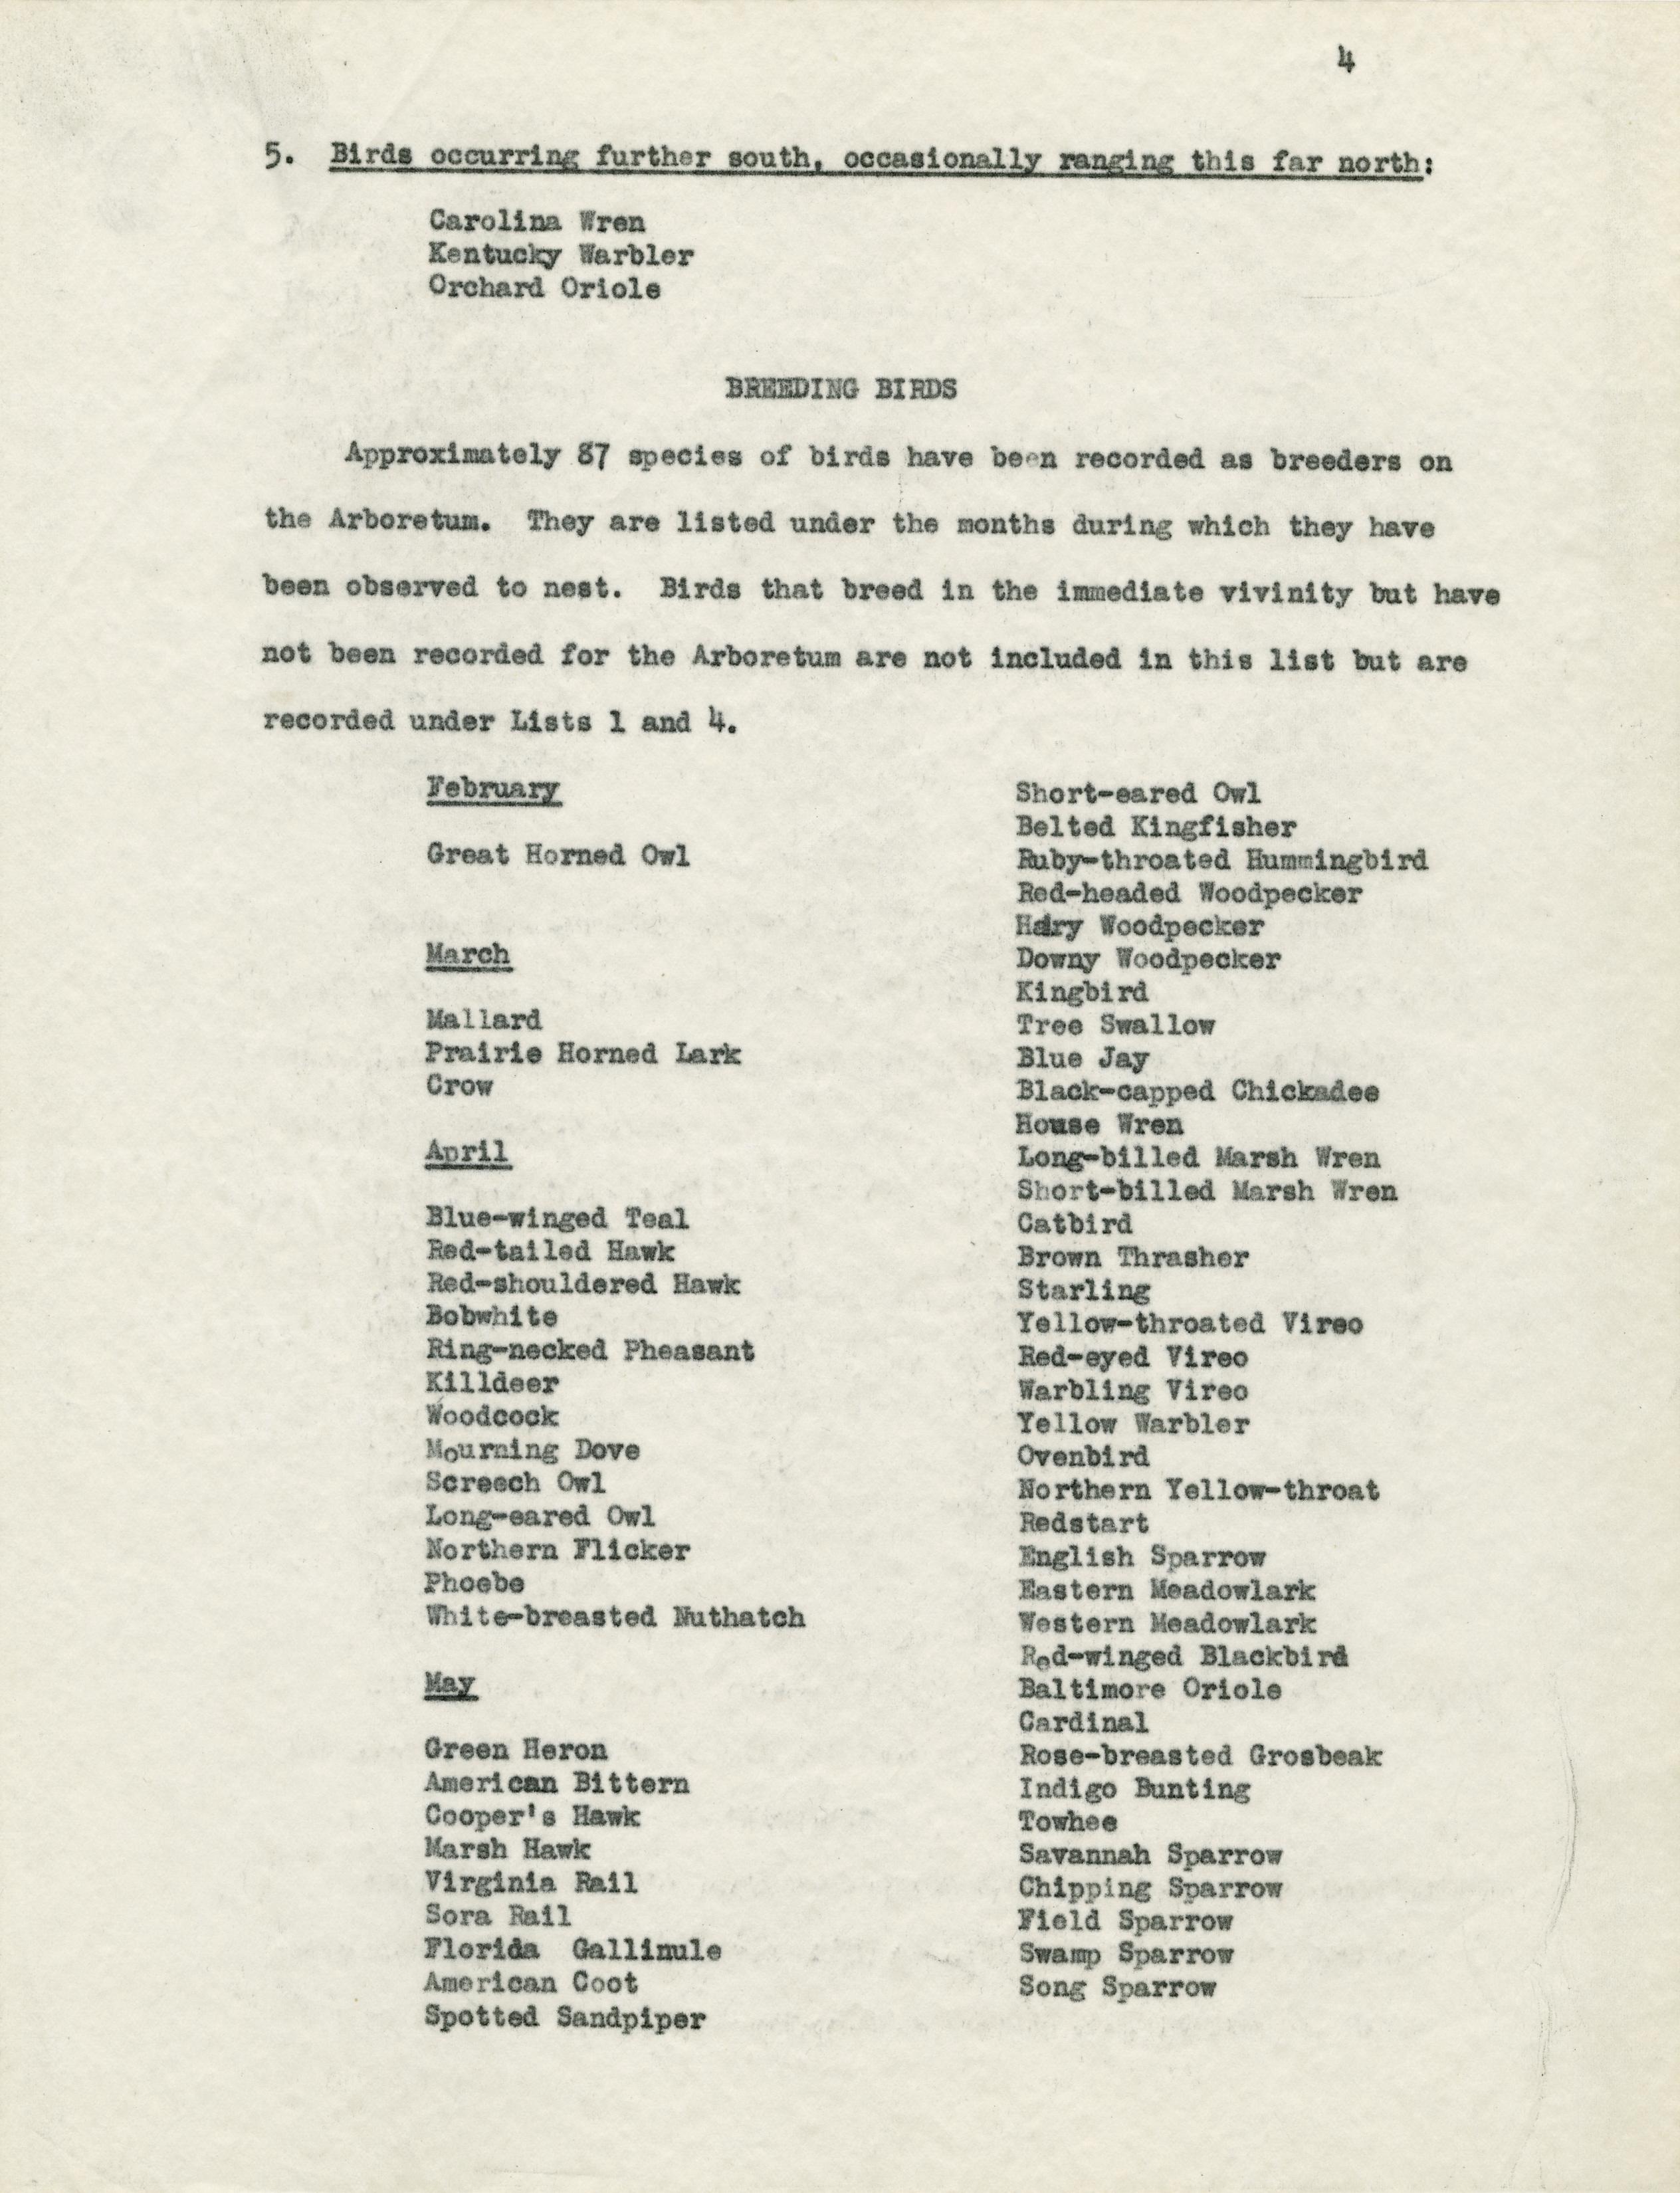 4
5. Birds occurring further south, occasionally ranging this far north:
Carolina Wren
Kentucky Warbler
Orchard Oriole
BREEDING BIRDS
Approximately 87 species of birds have been recorded as breeders on
the Arboretum. They are listed under the months during which they have
been observed to nest. Birds that breed in the immediate vivinity but have
not been recorded for the Arboretum are not included in this list but are
recorded under Lists 1 and 4.
February
Great Horned Owl
March
Mallard
Prairie Horned Lark
Crow
April
Blue-winged Teal
Red-tailed Hawk
Red-shouldered Hawk
Bobwhite
Ring-necked Pheasant
Killdeer
Woodcock
Mourning Dove
Screech Owl
Long-eared Owl
Northern Flicker
Phoebe
White-breasted Nuthatch
May
Green Heron
American Bittern
Cooper's Hawk
Marsh Hawk
Virginia Rail
Sora Rail
Florida Gallinule
American Coot
Spotted Sandpiper
Short-eared Owl
Belted Kingfisher
Ruby-throated Hummingbird
Red-headed Woodpecker
Hairy Woodpecker
Downy Woodpecker
Kingbird
Tree Swallow
Blue Jay
Black-capped Chickadee
House Wren
Long-billed Marsh Wren
Short-billed Marsh Wren
Catbird
Brown Thrasher
Starling
Yellow-throated Vireo
Red-eyed Vireo
Warbling Vireo
Yellow Warbler
Ovenbird
Northern Yellow-throat
Redstart
English Sparrow
Eastern Meadowlark
Western Meadowlark
Red-winged Blackbird
Baltimore Oriole
Cardinal
Rose-breasted Grosbeak
Indigo Bunting
Towhee
Savannah Sparrow
Chipping Sparrow
Field Sparrow
Swamp Sparrow
Song Sparrow